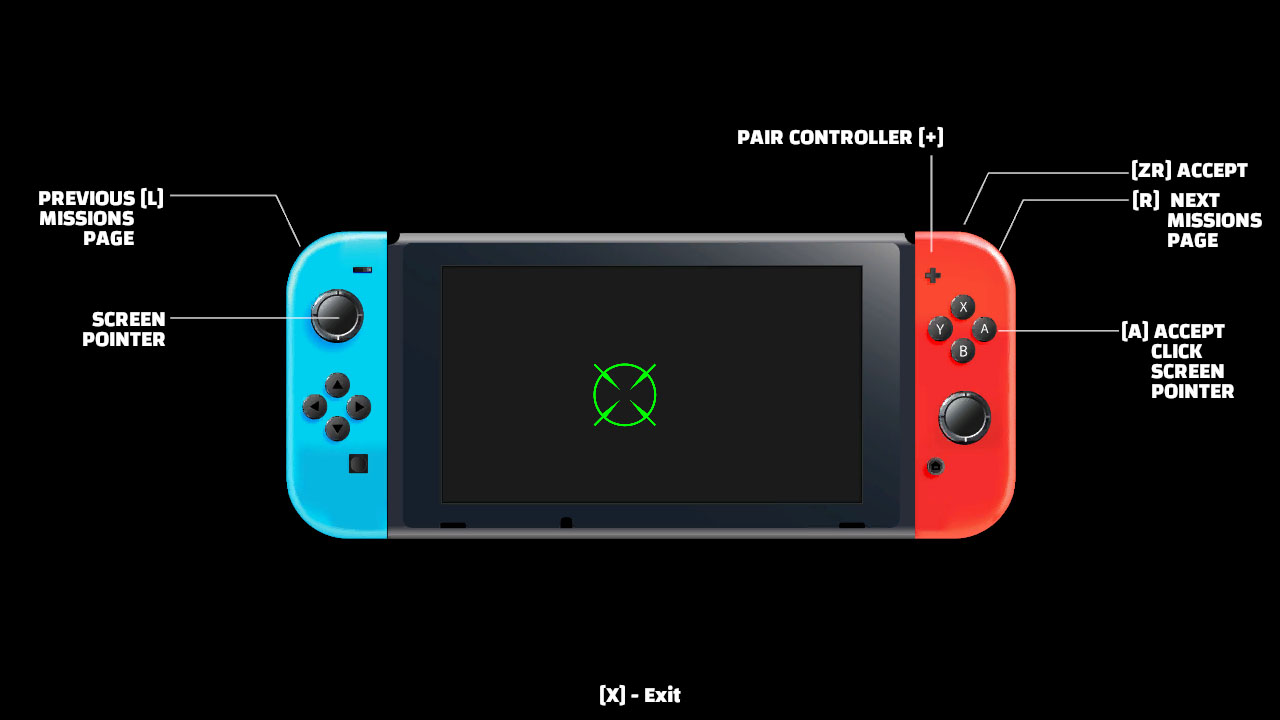 PAIR CONTROLLER [+]
[ZR] ACCEPT
PREVIOUS [L]
MISSIONS
PAGE
[R] NEXT
MISSIONS
PAGE
SCREEN
POINTER
X
Y
A
B
[A] ACCEPT
CLICK
SCREEN
POINTER
[X] - Exit